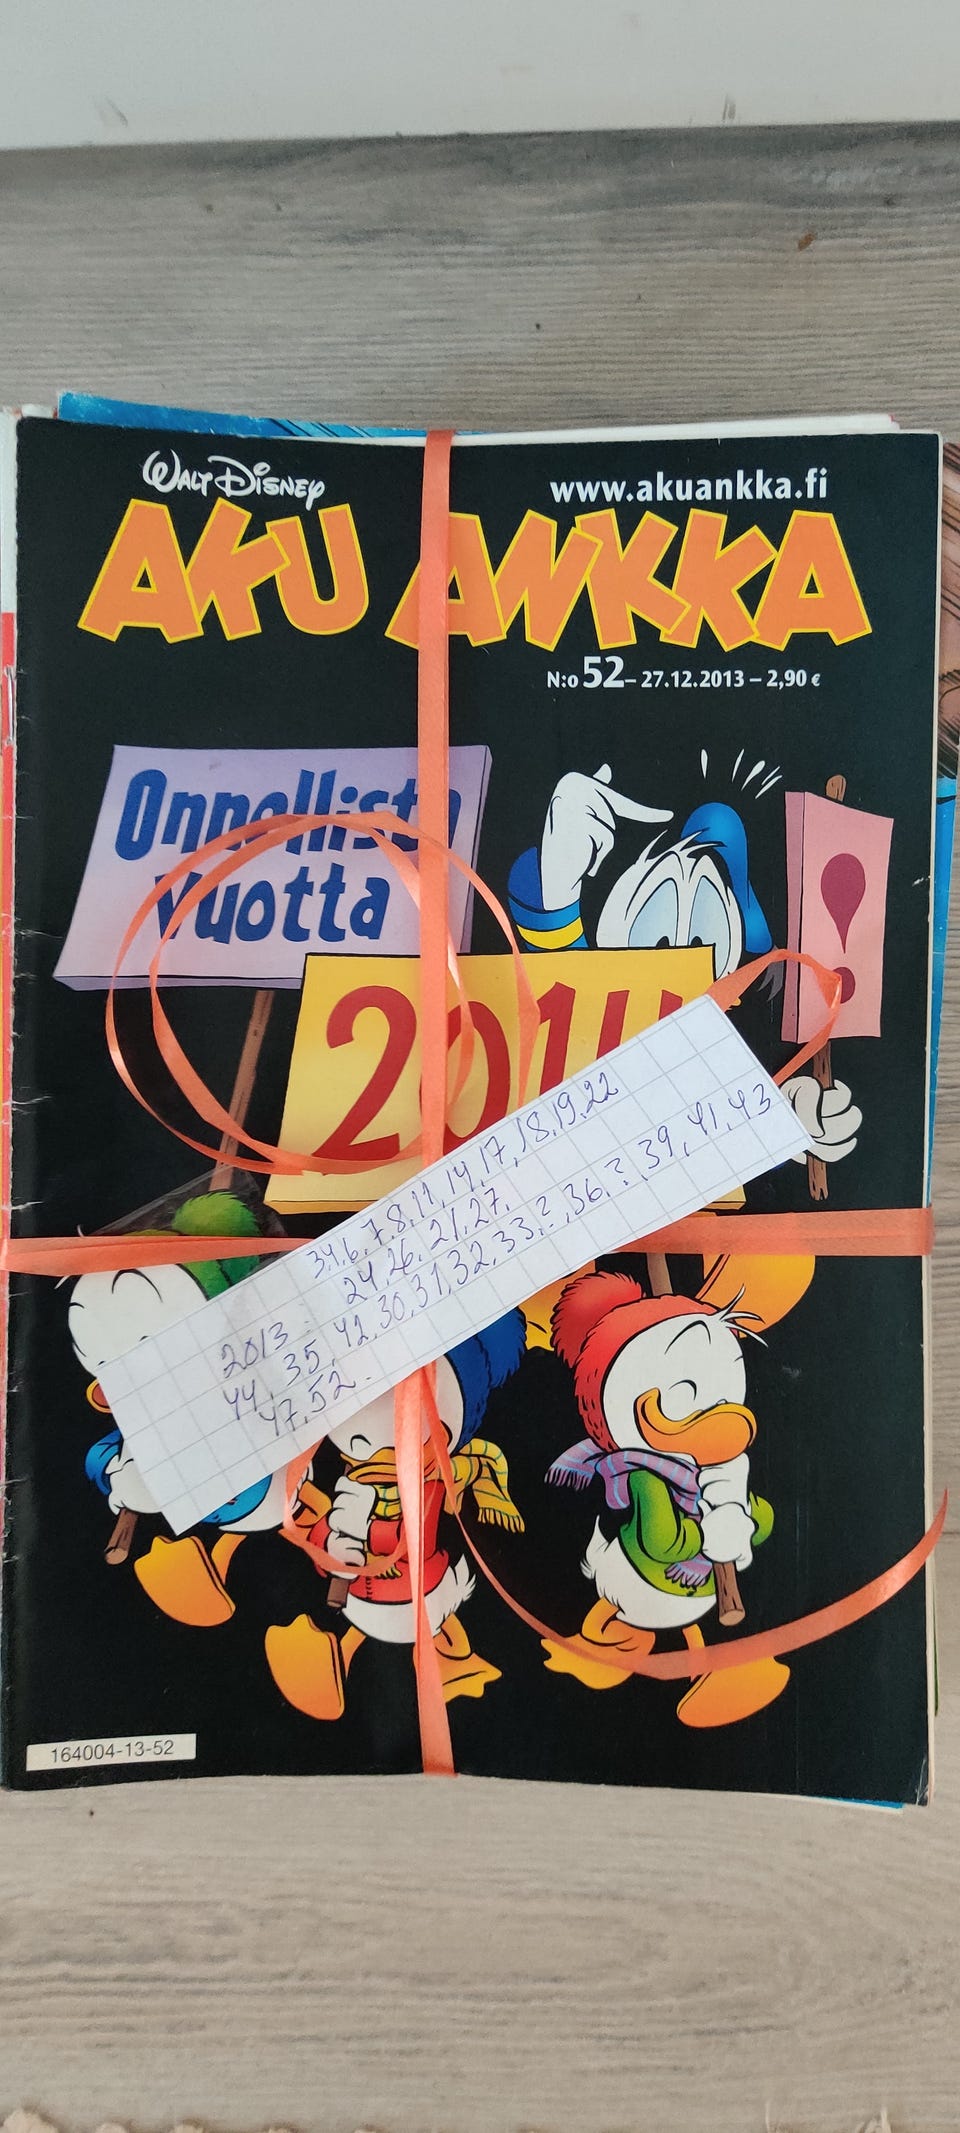 WALT DISNEY
www.akuankka.fi
AKU ANKKA
N:o 52 – 27.12.2013 – 2,90 €
Onnellista
vuotta
2014
!
2013: 3,4,6,7,8,11,14,17,18,19,22
24,26,21,27,
44, 35,42,30,31,32,33,?,36,?,39,41,43
47,52.
164004-13-52